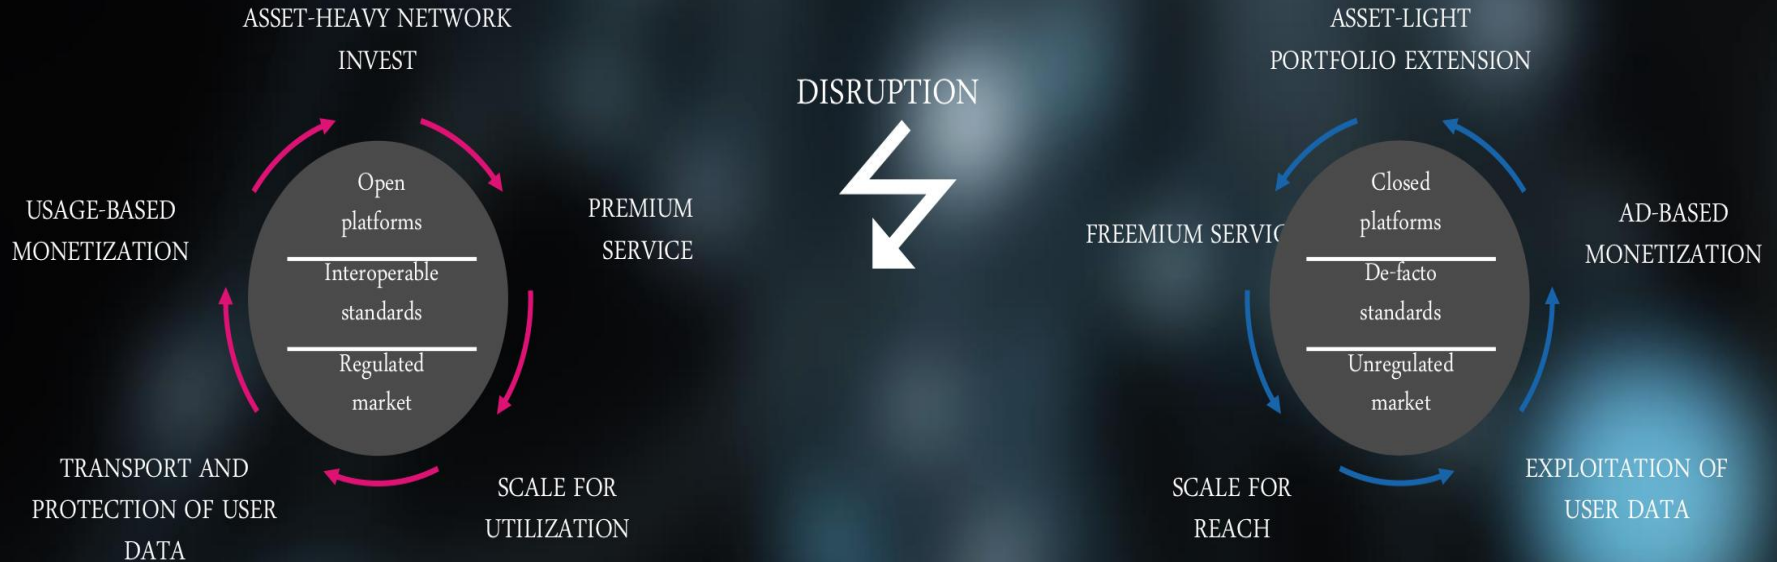 ASSET-HEAVY NETWORK
INVEST
USAGE-BASED
MONETIZATION
Open
platforms
Interoperable
standards
Regulated
market
PREMIUM
SERVICE
TRANSPORT AND
PROTECTION OF USER
DATA
SCALE FOR
UTILIZATION
DISRUPTION
ASSET-LIGHT
PORTFOLIO EXTENSION
FREEMIUM SERVIC
Closed
platforms
De-facto
standards
Unregulated
market
AD-BASED
MONETIZATION
SCALE FOR
REACH
EXPLOITATION OF
USER DATA